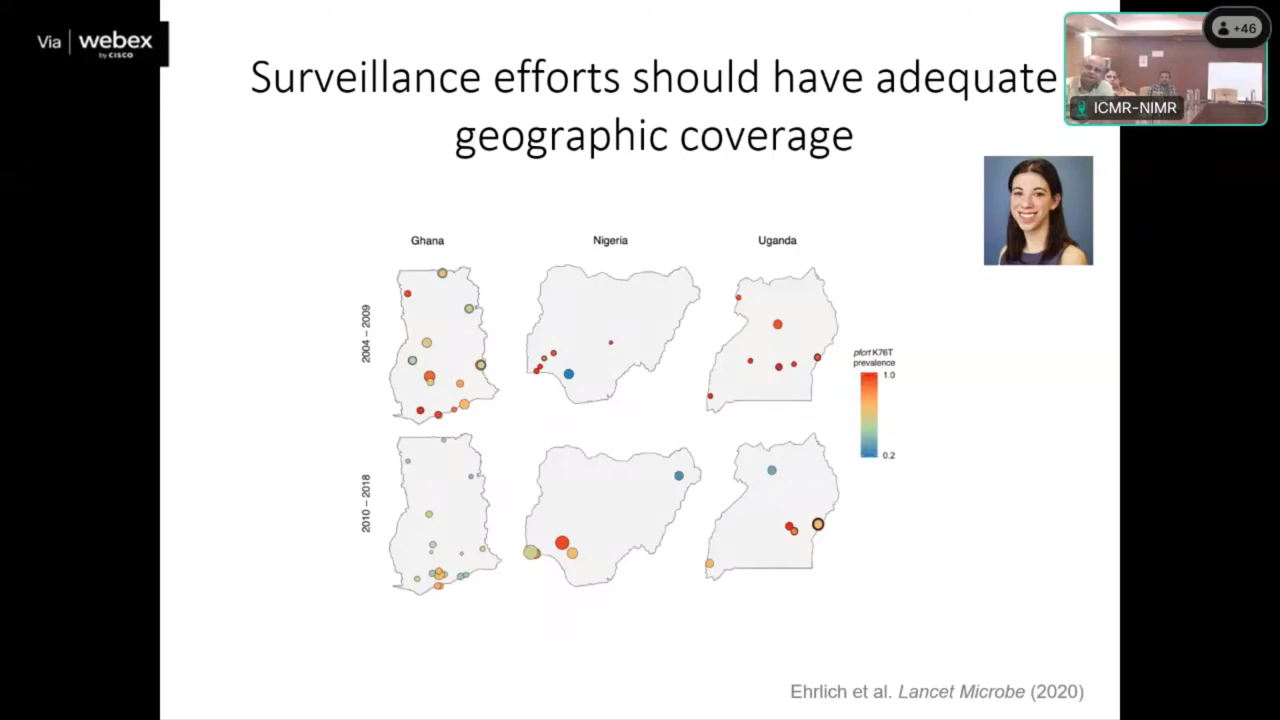 Via webex
by CISCO
+46
ICMR-NIMR
Surveillance efforts should have adequate
geographic coverage
Ghana
Nigeria
Uganda
2004 – 2009
2010 – 2018
pfcrt K76T
prevalence
1.0
0.2
Ehrlich et al. Lancet Microbe (2020)